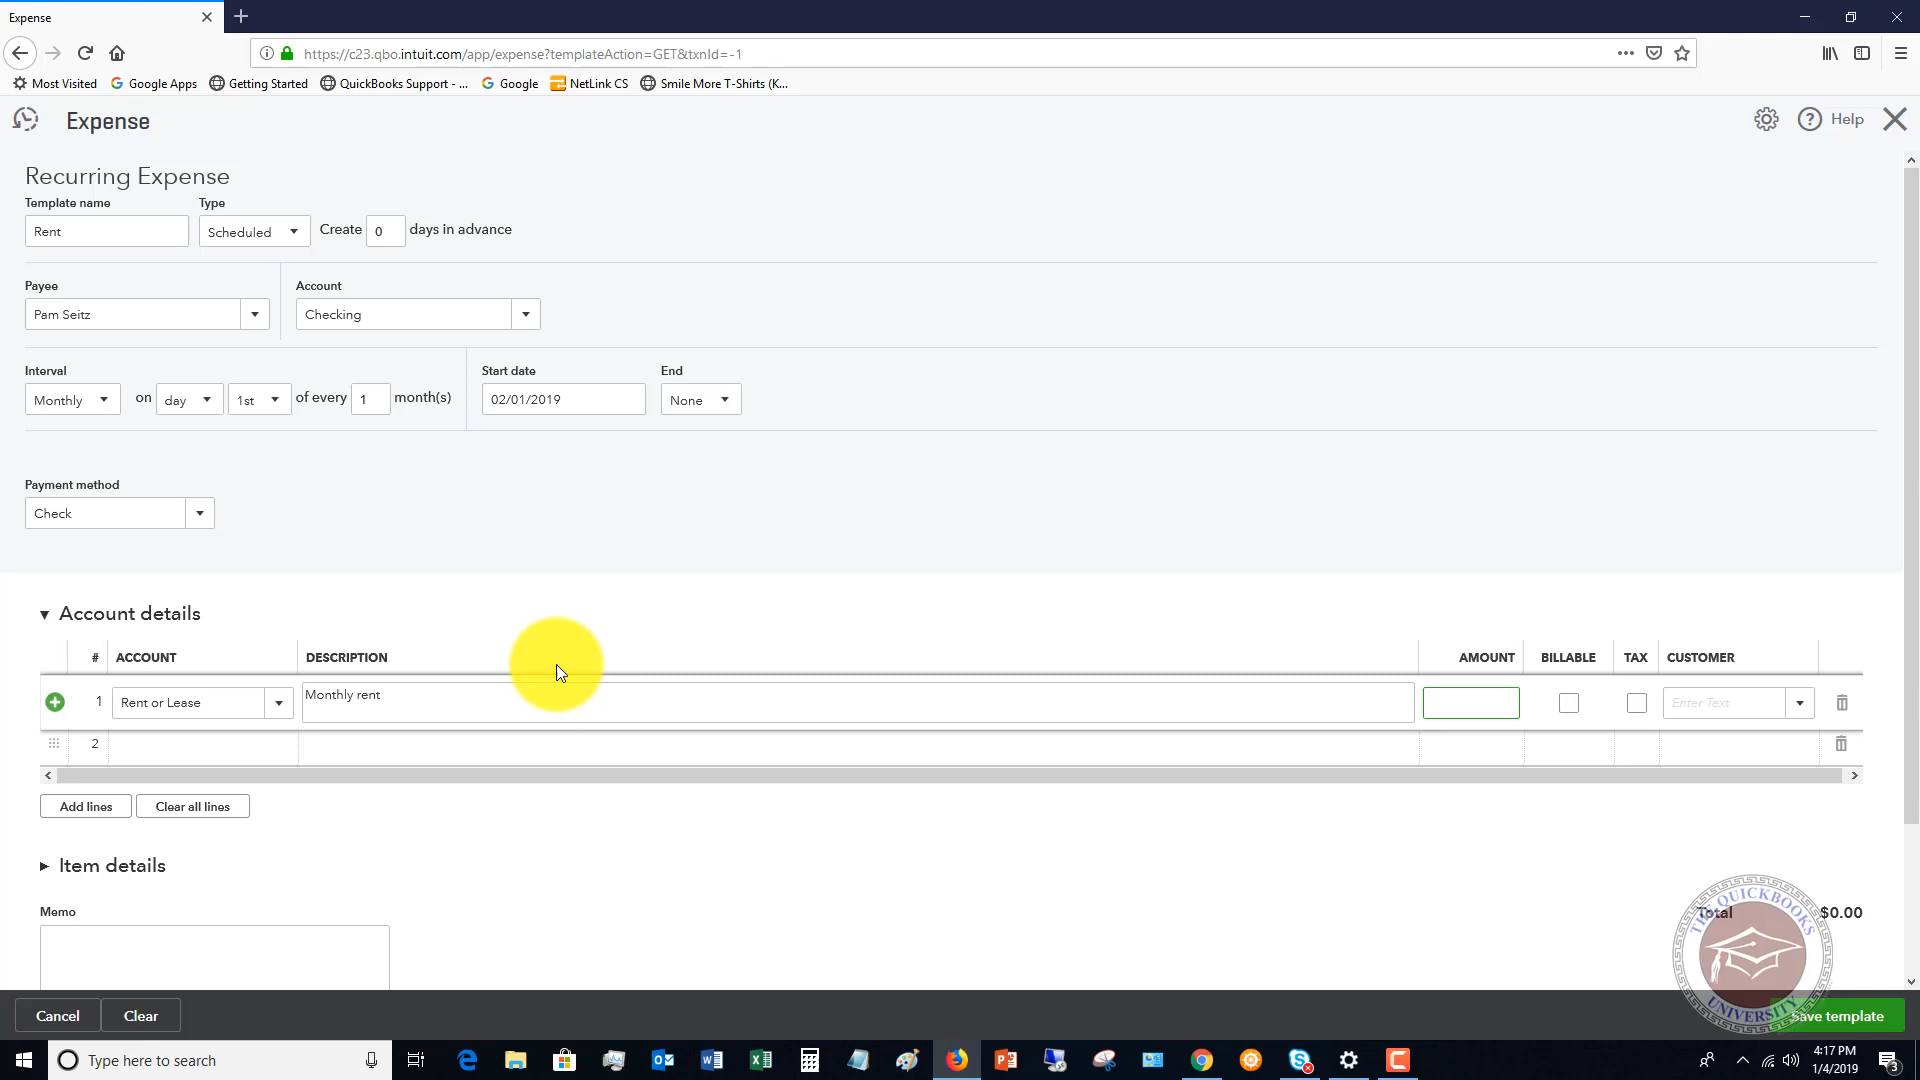 Expense
https://c23.qbo.intuit.com/app/expense?templateAction=GET&txnId=-1
Most Visited Google Apps Getting Started QuickBooks Support - ... Google NetLink CS Smile More T-Shirts (K...
Expense
Help
Recurring Expense
Template name Type
Rent Scheduled Create 0 days in advance
Payee Account
Pam Seitz Checking
Interval Start date End
Monthly on day 1st of every 1 month(s) 02/01/2019 None
Payment method
Check
Account details
# ACCOUNT DESCRIPTION AMOUNT BILLABLE TAX CUSTOMER
1 Rent or Lease Monthly rent Enter Text
2
Add lines Clear all lines
Item details
Memo Total $0.00
THE QUICKBOOKS UNIVERSITY
Cancel Clear Save template
Type here to search
4:17 PM
1/4/2019
3